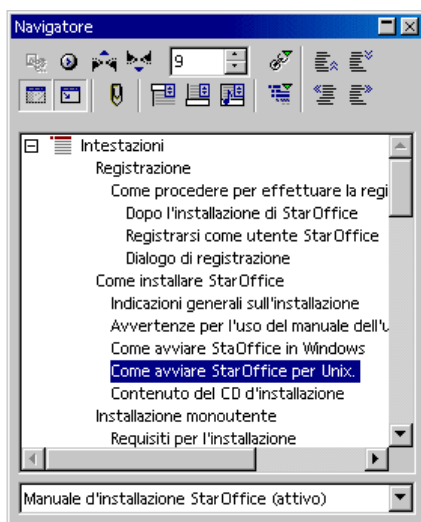 Navigatore
9
Intestazioni
Registrazione
Come procedere per effettuare la regi
Dopo l'installazione di StarOffice
Registrarsi come utente StarOffice
Dialogo di registrazione
Come installare StarOffice
Indicazioni generali sull'installazione
Avvertenze per l'uso del manuale dell'u
Come avviare StaOffice in Windows
Come avviare StarOffice per Unix.
Contenuto del CD d'installazione
Installazione monoutente
Requisiti per l'installazione
Manuale d'installazione StarOffice (attivo)